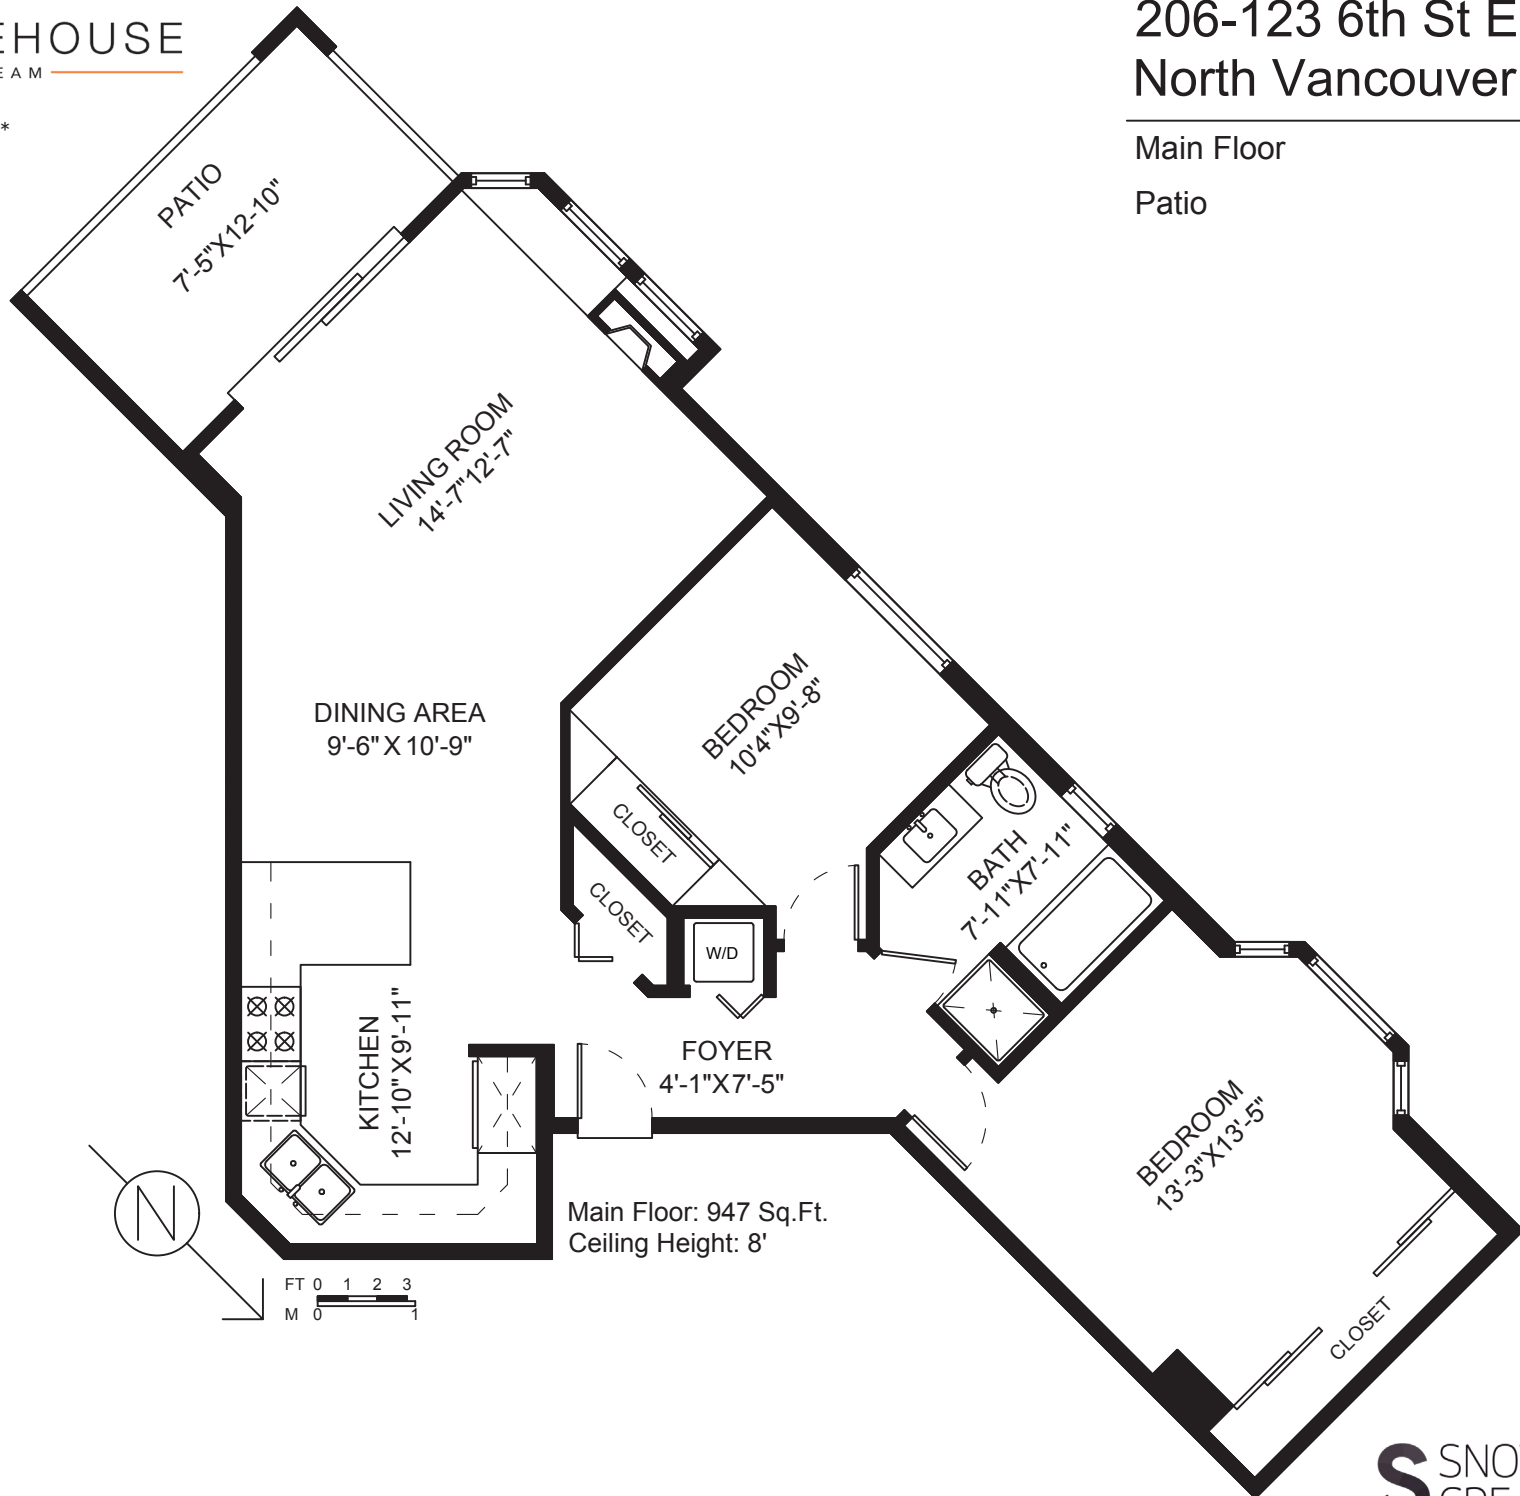 EHOUSE
EAM
*
206-123 6th St E
North Vancouver
Main Floor
Patio
PATIO
7'-5"X12-10"
LIVING ROOM
14'-7"12'-7"
DINING AREA
9'-6" X 10'-9"
BEDROOM
10'4"X9'-8"
CLOSET
CLOSET
W/D
BATH
7'-11"X7'-11"
KITCHEN
12'-10"X9'-11"
FOYER
4'-1"X7'-5"
BEDROOM
13'-3"X13'-5"
CLOSET
Main Floor: 947 Sq.Ft.
Ceiling Height: 8'
N
FT 0 1 2 3
M 0 1
S SNO